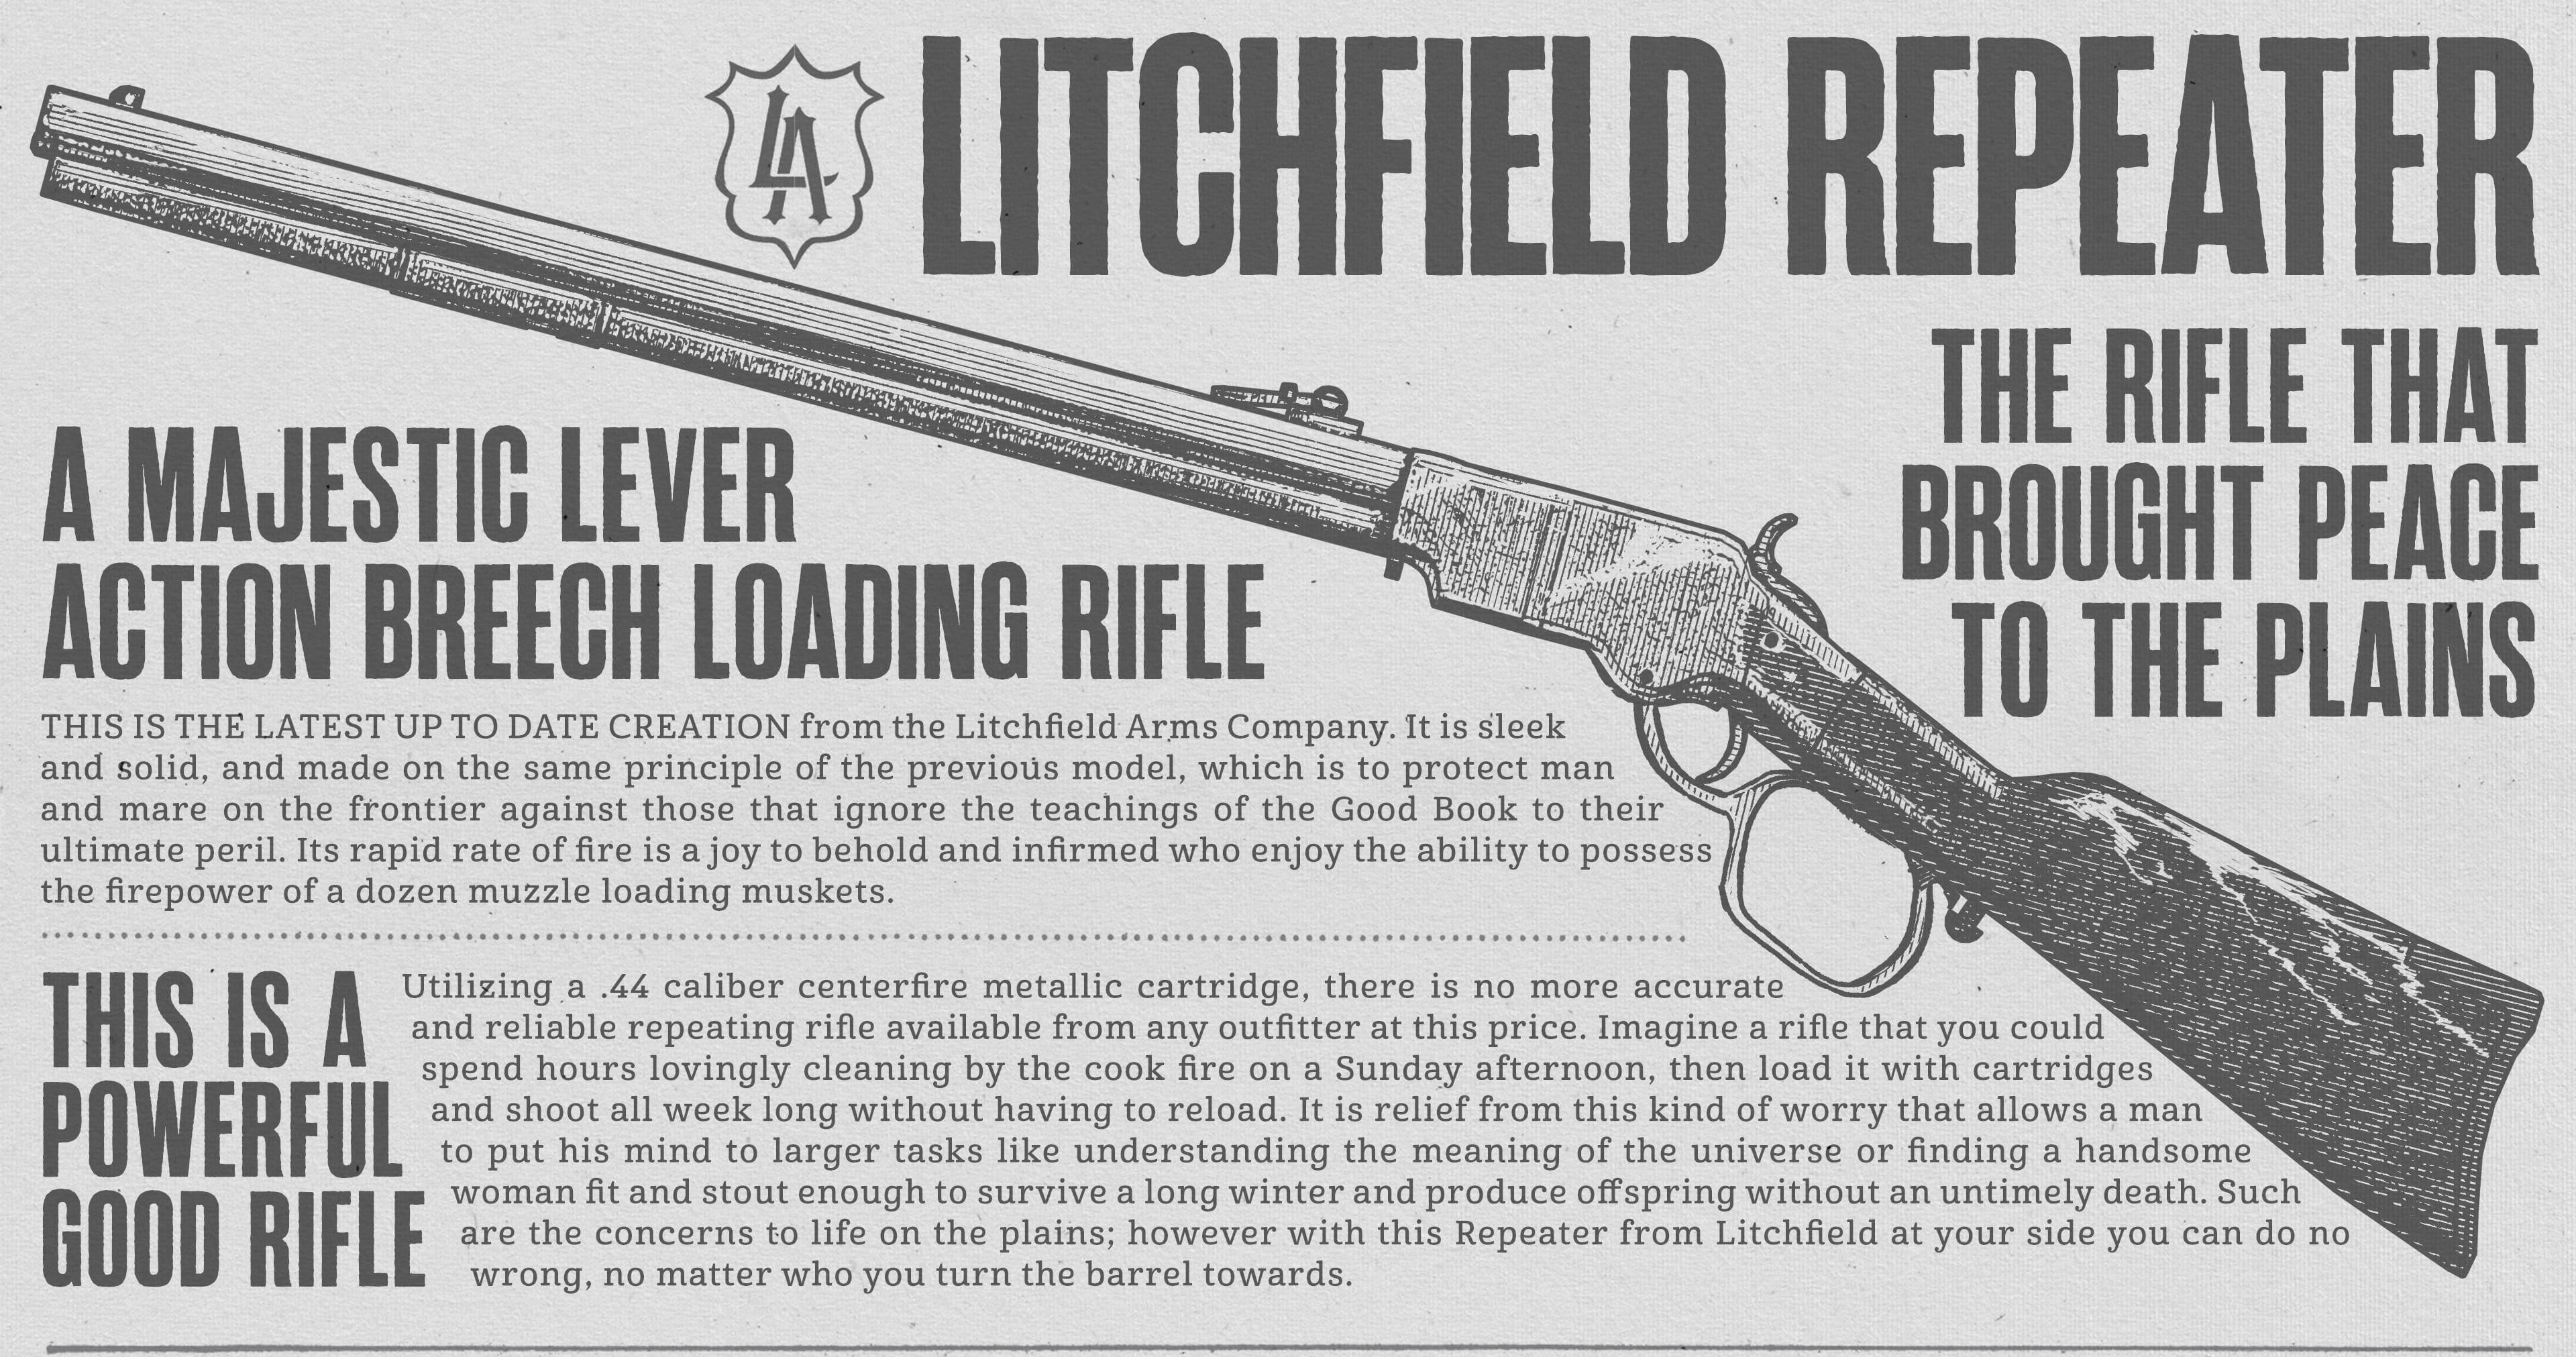 LA
LITCHFIELD REPEATER
THE RIFLE THAT
BROUGHT PEACE
TO THE PLAINS
A MAJESTIC LEVER
ACTION BREECH LOADING RIFLE
THIS IS THE LATEST UP TO DATE CREATION from the Litchfield Arms Company. It is sleek
and solid, and made on the same principle of the previous model, which is to protect man
and mare on the frontier against those that ignore the teachings of the Good Book to their
ultimate peril. Its rapid rate of fire is a joy to behold and infirmed who enjoy the ability to possess
the firepower of a dozen muzzle loading muskets.
THIS IS A
POWERFUL
GOOD RIFLE
Utilizing a .44 caliber centerfire metallic cartridge, there is no more accurate
and reliable repeating rifle available from any outfitter at this price. Imagine a rifle that you could
spend hours lovingly cleaning by the cook fire on a Sunday afternoon, then load it with cartridges
and shoot all week long without having to reload. It is relief from this kind of worry that allows a man
to put his mind to larger tasks like understanding the meaning of the universe or finding a handsome
woman fit and stout enough to survive a long winter and produce offspring without an untimely death. Such
are the concerns to life on the plains; however with this Repeater from Litchfield at your side you can do no
wrong, no matter who you turn the barrel towards.